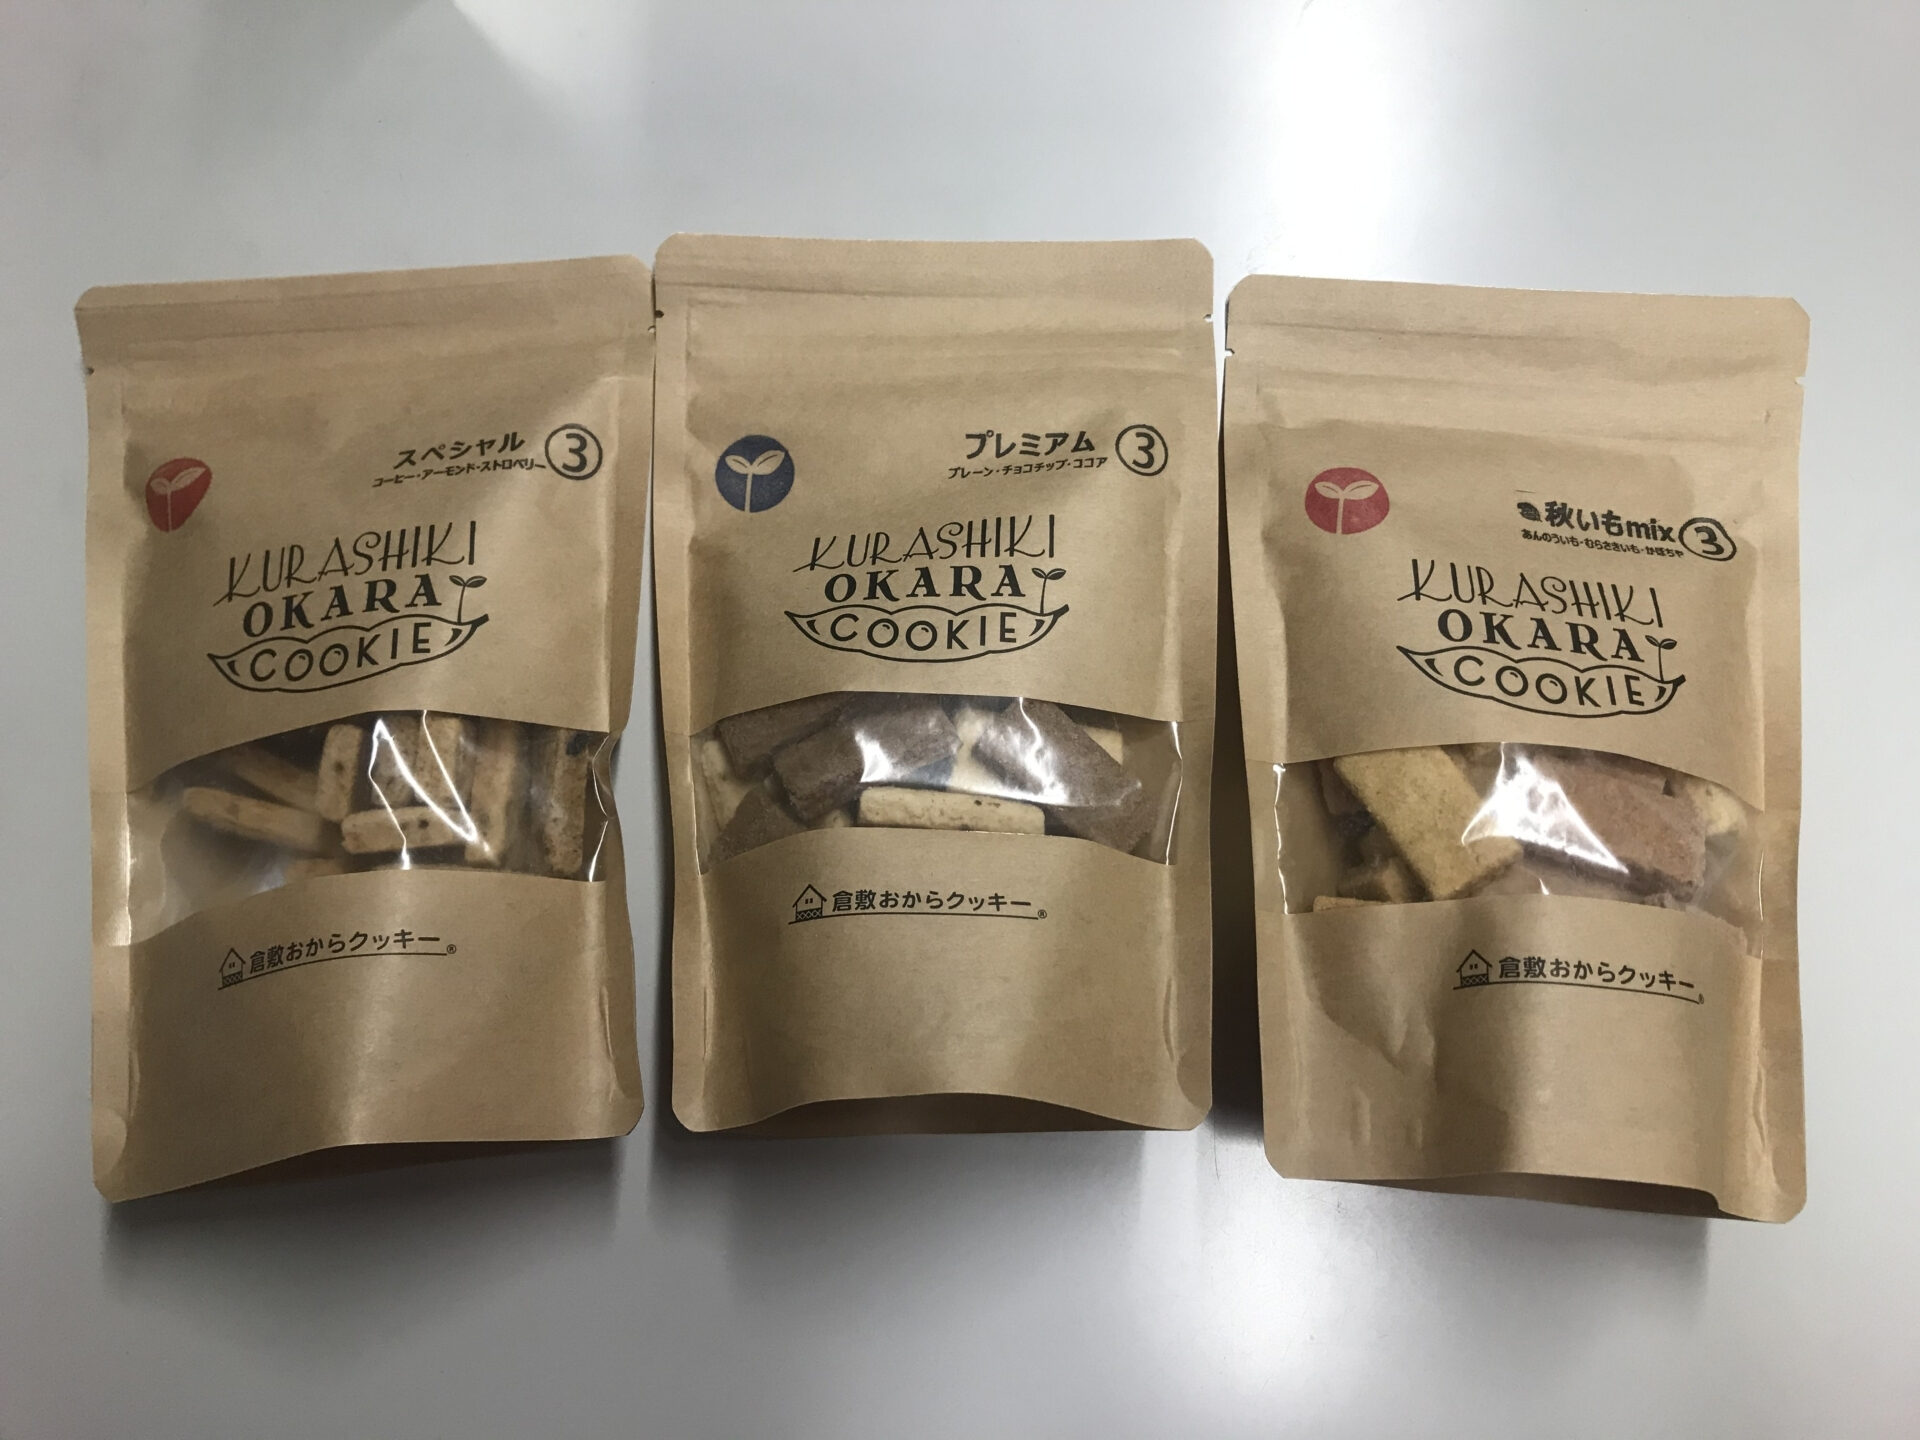 スペシャル ③
コーヒー・アーモンド・ストロベリー
KURASHIKI
OKARA
COOKIE
倉敷おからクッキー®
プレミアム ③
プレーン・チョコチップ・ココア
KURASHIKI
OKARA
COOKIE
倉敷おからクッキー®
秋いもmix ③
あんのういも・むらさきいも・かぼちゃ
KURASHIKI
OKARA
COOKIE
倉敷おからクッキー®